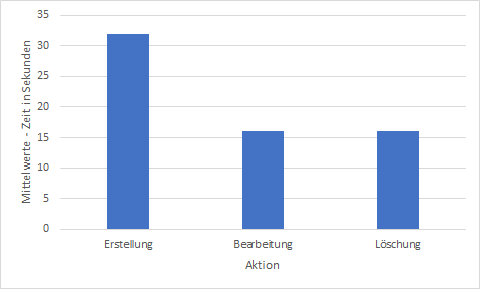 35
30
25
20
15
10
5
0
Mittelwerte - Zeit in Sekunden
Erstellung
Bearbeitung
Löschung
Aktion